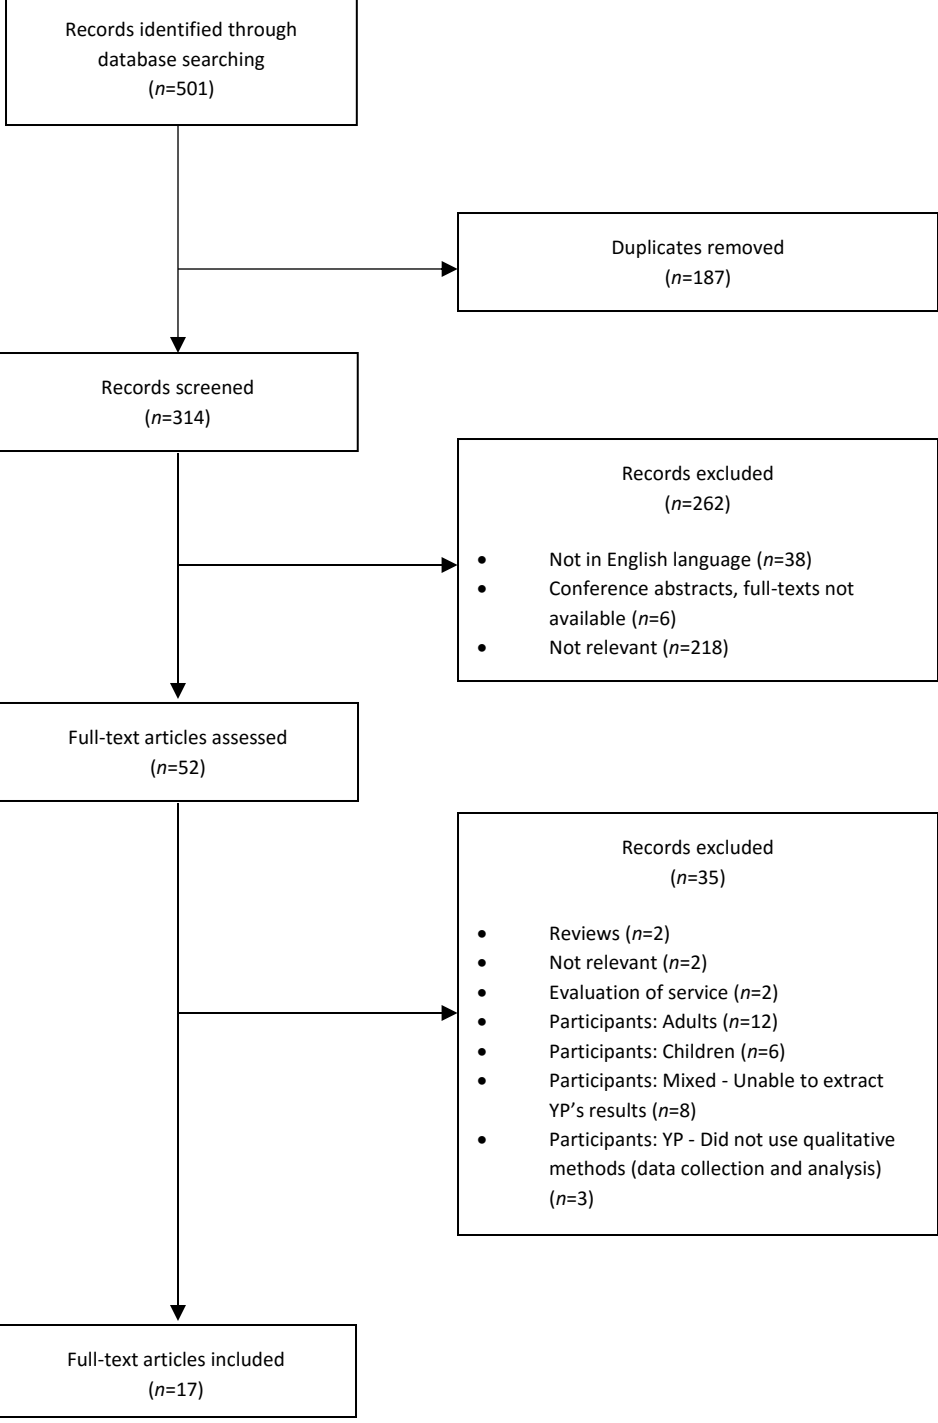 Records identified through
database searching
(n=501)
Duplicates removed
(n=187)
Records screened
(n=314)
Records excluded
(n=262)
• Not in English language (n=38)
• Conference abstracts, full-texts not
available (n=6)
• Not relevant (n=218)
Full-text articles assessed
(n=52)
Records excluded
(n=35)
• Reviews (n=2)
• Not relevant (n=2)
• Evaluation of service (n=2)
• Participants: Adults (n=12)
• Participants: Children (n=6)
• Participants: Mixed - Unable to extract
YP’s results (n=8)
• Participants: YP - Did not use qualitative
methods (data collection and analysis)
(n=3)
Full-text articles included
(n=17)